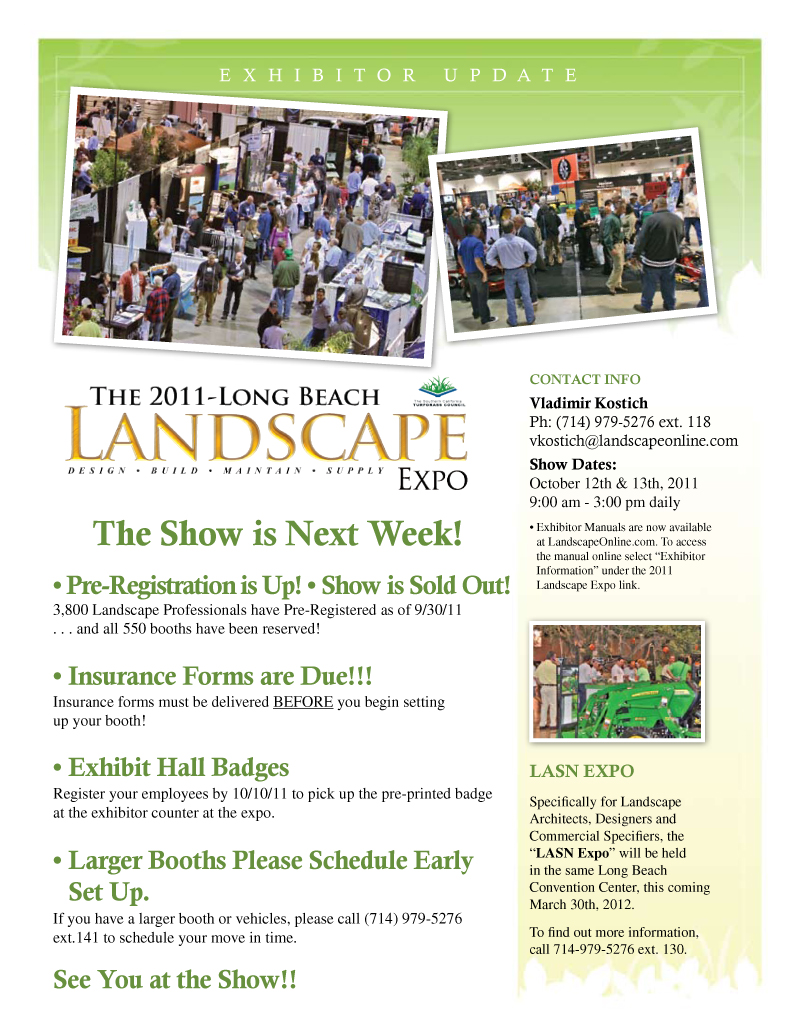 EXHIBITOR UPDATE
THE 2011-LONG BEACH
LANDSCAPE
DESIGN • BUILD • MAINTAIN • SUPPLY
EXPO
TURFGRASS COUNCIL
The Show is Next Week!
• Pre-Registration is Up! • Show is Sold Out!
3,800 Landscape Professionals have Pre-Registered as of 9/30/11
. . . and all 550 booths have been reserved!
• Insurance Forms are Due!!!
Insurance forms must be delivered BEFORE you begin setting
up your booth!
• Exhibit Hall Badges
Register your employees by 10/10/11 to pick up the pre-printed badge
at the exhibitor counter at the expo.
• Larger Booths Please Schedule Early
Set Up.
If you have a larger booth or vehicles, please call (714) 979-5276
ext.141 to schedule your move in time.
See You at the Show!!
CONTACT INFO
Vladimir Kostich
Ph: (714) 979-5276 ext. 118
vkostich@landscapeonline.com
Show Dates:
October 12th & 13th, 2011
9:00 am - 3:00 pm daily
• Exhibitor Manuals are now available
at LandscapeOnline.com. To access
the manual online select “Exhibitor
Information” under the 2011
Landscape Expo link.
LASN EXPO
Specifically for Landscape
Architects, Designers and
Commercial Specifiers, the
“LASN Expo” will be held
in the same Long Beach
Convention Center, this coming
March 30th, 2012.
To find out more information,
call 714-979-5276 ext. 130.